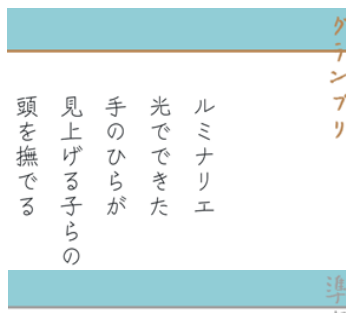 グランプリ
ルミナリエ
光でできた
手のひらが
見上げる子らの
頭を撫でる
準